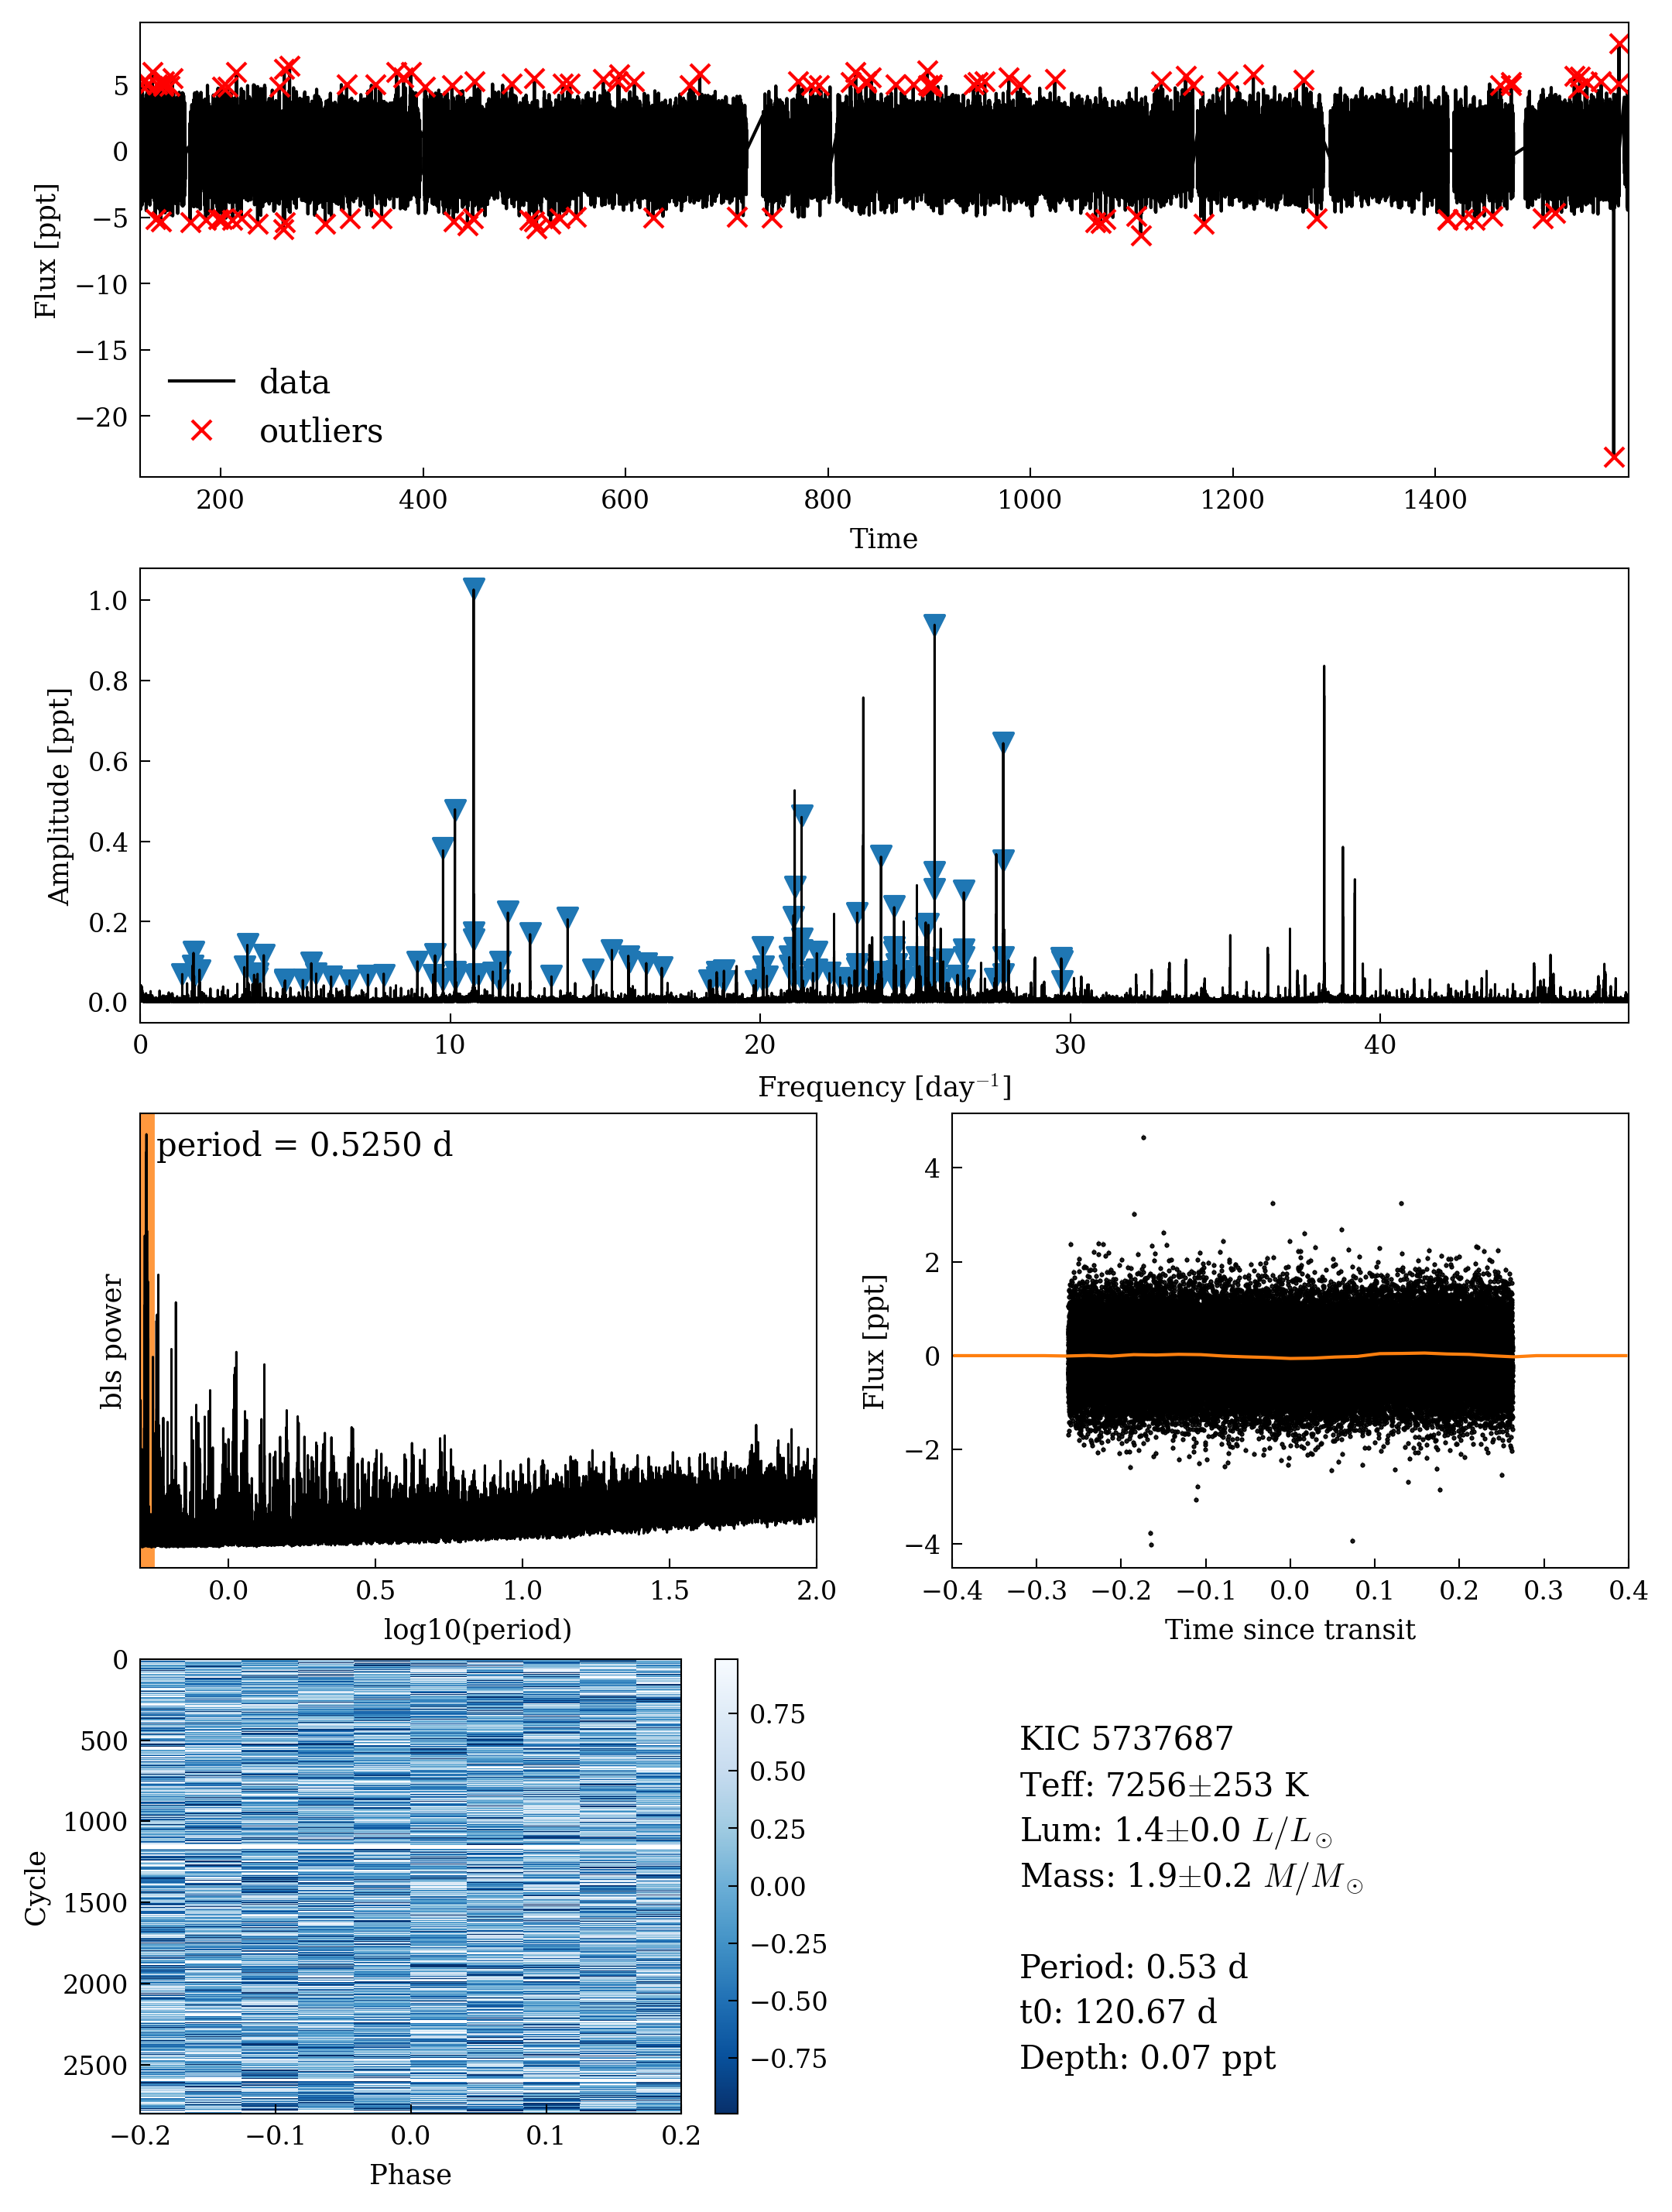 5
0
−5
−10
−15
−20
Flux [ppt]
data
outliers
200 400 600 800 1000 1200 1400
Time
1.0
0.8
0.6
0.4
0.2
0.0
Amplitude [ppt]
0 10 20 30 40
Frequency [day⁻¹]
period = 0.5250 d
bls power
0.0 0.5 1.0 1.5 2.0
log10(period)
4
2
0
−2
−4
Flux [ppt]
−0.4 −0.3 −0.2 −0.1 0.0 0.1 0.2 0.3 0.4
Time since transit
0
500
1000
1500
2000
2500
Cycle
−0.2 −0.1 0.0 0.1 0.2
Phase
0.75
0.50
0.25
0.00
−0.25
−0.50
−0.75
KIC 5737687
Teff: 7256±253 K
Lum: 1.4±0.0 L/L☉
Mass: 1.9±0.2 M/M☉
Period: 0.53 d
t0: 120.67 d
Depth: 0.07 ppt